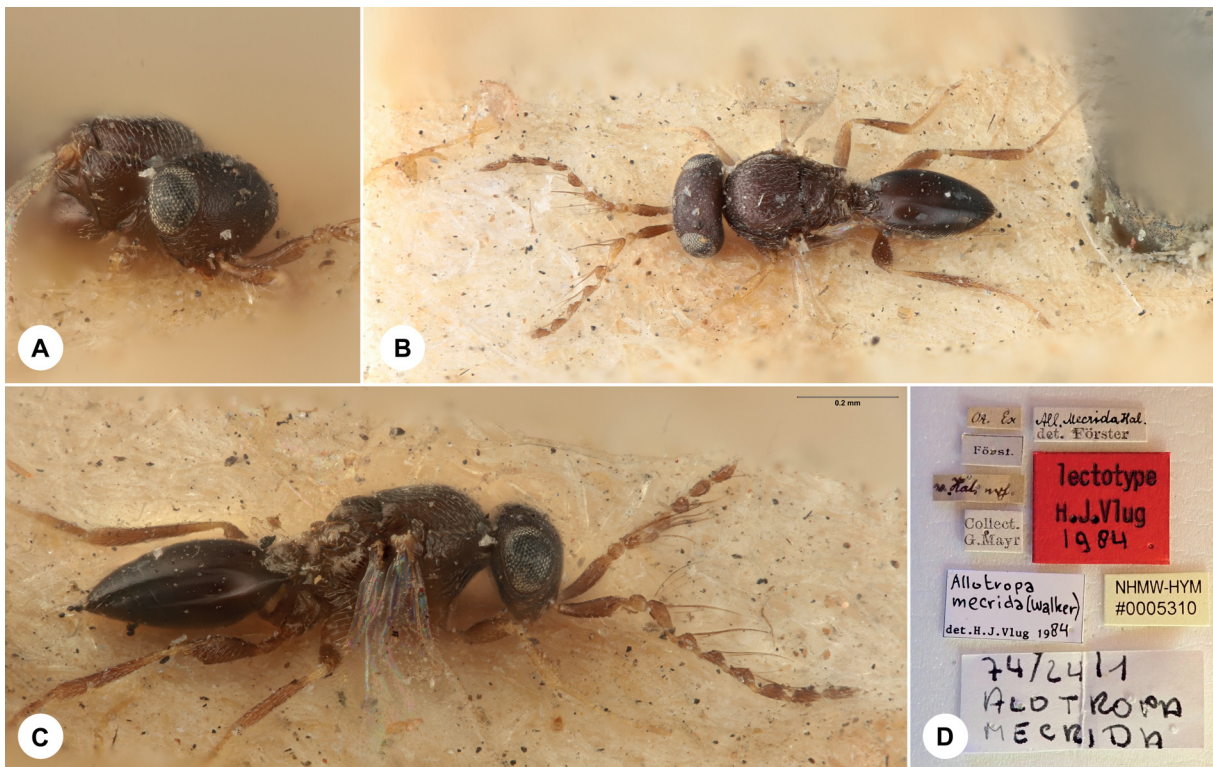 A
B
C
0.2 mm
D
Or. Ex
Först.
Collect.
G. Mayr
All. Mecrida Hal.
det. Förster
lectotype
H.J.Vlug
1984
Allotropa
mecrida (Walker)
det. H.J. Vlug 1984
NHMW-HYM
#0005310
74/24/1
ALOTROPA
MECRIDA